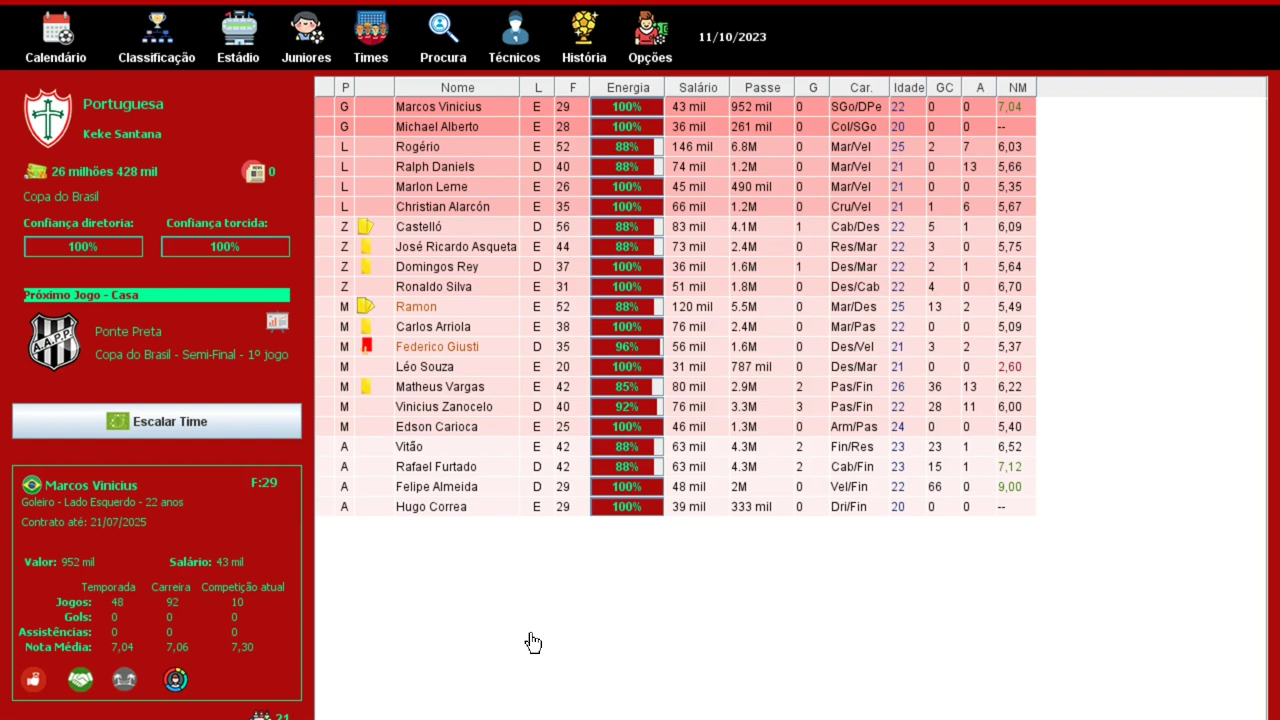 Calendário Classificação Estádio Juniores Times Procura Técnicos História Opções 11/10/2023
Portuguesa
Keke Santana
26 milhões 428 mil 0
Copa do Brasil
Confiança diretoria: Confiança torcida:
100% 100%
Próximo Jogo - Casa
A.A.P.P
Ponte Preta
Copa do Brasil - Semi-Final - 1º jogo
Escalar Time
Marcos Vinicius F:29
Goleiro - Lado Esquerdo - 22 anos
Contrato até: 21/07/2025
Valor: 952 mil Salário: 43 mil
Temporada Carreira Competição atual
Jogos: 48 92 10
Gols: 0 0 0
Assistências: 0 0 0
Nota Média: 7,04 7,06 7,30
21
P Nome L F Energia Salário Passe G Car. Idade GC A NM
G Marcos Vinicius E 29 100% 43 mil 952 mil 0 SGo/DPe 22 0 0 7,04
G Michael Alberto E 28 100% 36 mil 261 mil 0 Col/SGo 20 0 0 --
L Rogério E 52 88% 146 mil 6.8M 0 Mar/Vel 25 2 7 6,03
L Ralph Daniels D 40 88% 74 mil 1.2M 0 Mar/Vel 21 0 13 5,66
L Marlon Leme E 26 100% 45 mil 490 mil 0 Mar/Vel 21 0 0 5,35
L Christian Alarcón E 35 100% 66 mil 1.2M 0 Cru/Vel 21 1 6 5,67
Z Castelló D 56 88% 83 mil 4.1M 1 Cab/Des 22 5 1 6,09
Z José Ricardo Asqueta E 44 88% 73 mil 2.4M 0 Res/Mar 22 3 0 5,75
Z Domingos Rey D 37 100% 36 mil 1.6M 1 Des/Mar 22 2 1 5,64
Z Ronaldo Silva E 31 100% 51 mil 1.8M 0 Des/Cab 22 4 0 6,70
M Ramon E 52 88% 120 mil 5.5M 0 Mar/Des 25 13 2 5,49
M Carlos Arriola E 38 100% 76 mil 2.4M 0 Mar/Pas 22 0 0 5,09
M Federico Giusti D 35 96% 56 mil 1.6M 0 Des/Vel 21 3 2 5,37
M Léo Souza E 20 100% 31 mil 787 mil 0 Des/Mar 21 0 0 2,60
M Matheus Vargas E 42 85% 80 mil 2.9M 2 Pas/Fin 26 36 13 6,22
M Vinicius Zanocelo D 40 92% 76 mil 3.3M 3 Pas/Fin 22 28 11 6,00
M Edson Carioca E 25 100% 46 mil 1.3M 0 Arm/Pas 24 0 0 5,40
A Vitão E 42 88% 63 mil 4.3M 2 Fin/Res 23 23 1 6,52
A Rafael Furtado D 42 88% 63 mil 4.3M 2 Cab/Fin 23 15 1 7,12
A Felipe Almeida D 29 100% 48 mil 2M 0 Vel/Fin 22 66 0 9,00
A Hugo Correa E 29 100% 39 mil 333 mil 0 Dri/Fin 20 0 0 --